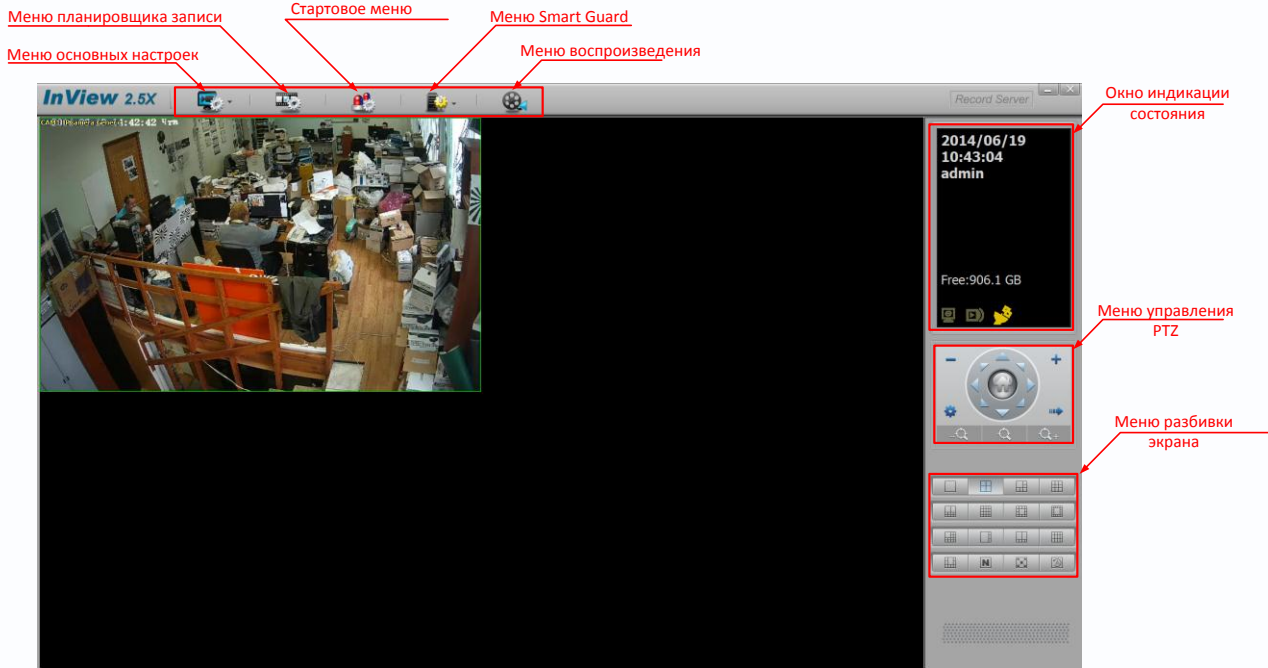 Меню планировщика записи
Стартовое меню
Меню Smart Guard
Меню основных настроек
Меню воспроизведения
InView 2.5X
Record Server
Окно индикации
состояния
2014/06/19
10:43:04
admin
Free:906.1 GB
Меню управления
PTZ
Меню разбивки
экрана
N